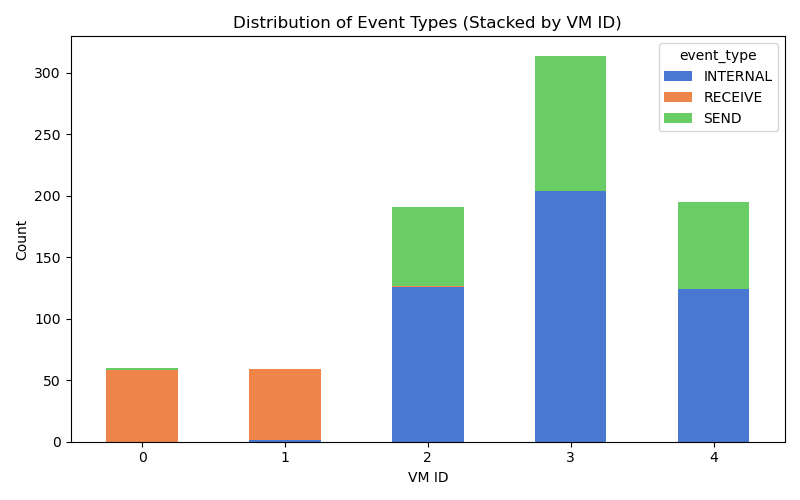 Distribution of Event Types (Stacked by VM ID)
event_type
INTERNAL
RECEIVE
SEND
Count
300
250
200
150
100
50
0
0 1 2 3 4
VM ID